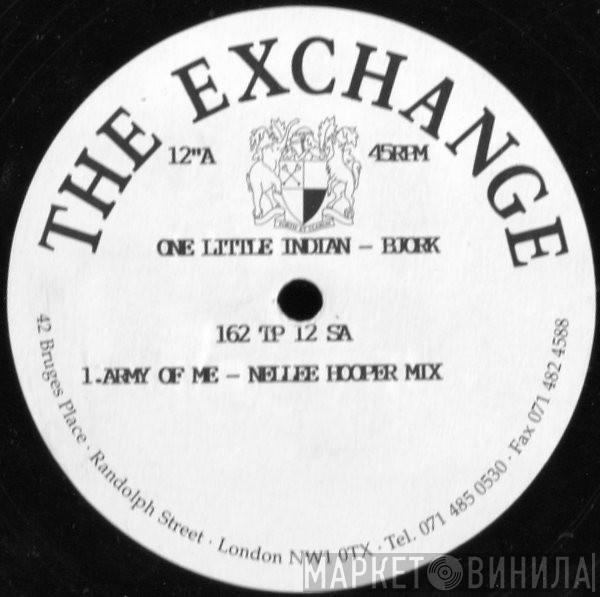 THE EXCHANGE
12"A
45RPM
ONE LITTLE INDIAN - BJORK
162 TP 12 SA
1.ARMY OF ME - NELLEE HOOPER MIX
42 Bruges Place · Randolph Street · London NW1 0TX · Tel. 071 485 0530 · Fax 071 482 4588
МАРКЕТ ВИНИЛА